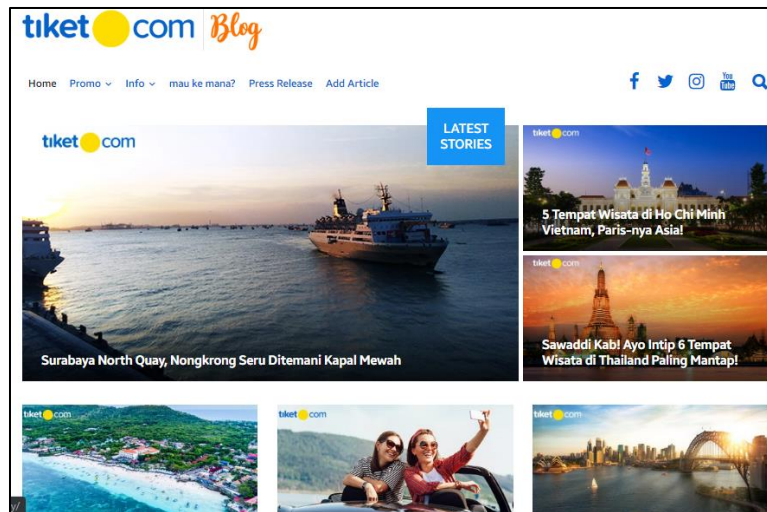 tiket com Blog
Home Promo Info mau ke mana? Press Release Add Article
You
Tube
LATEST
STORIES
tiket com
Surabaya North Quay, Nongkrong Seru Ditemani Kapal Mewah
tiket com
5 Tempat Wisata di Ho Chi Minh
Vietnam, Paris-nya Asia!
tiket com
Sawaddi Kab! Ayo Intip 6 Tempat
Wisata di Thailand Paling Mantap!
tiket com
tiket com
tiket com
y/